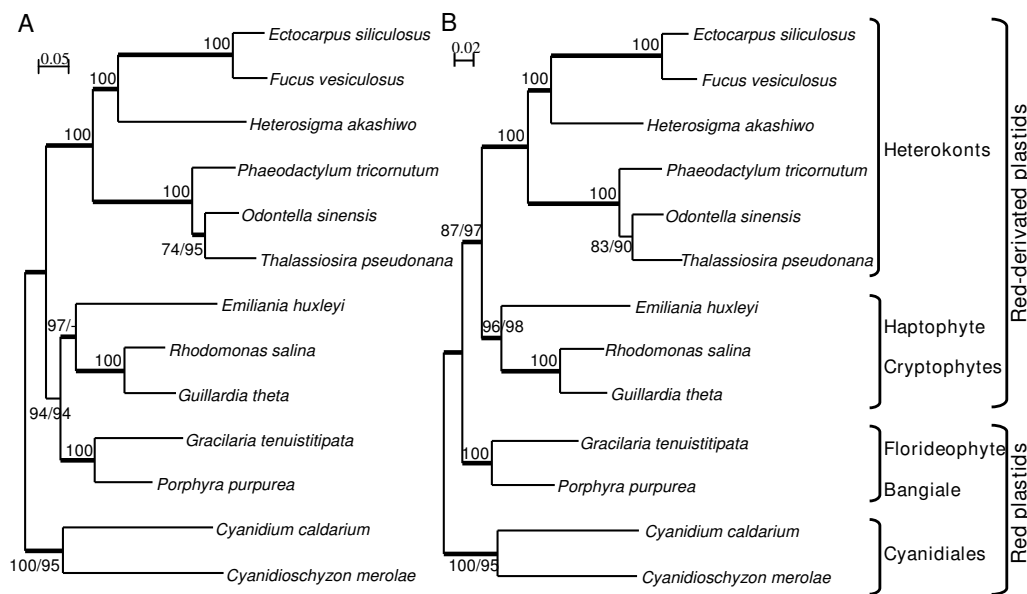 A
0.05
100
Ectocarpus siliculosus
Fucus vesiculosus
100
Heterosigma akashiwo
100
Phaeodactylum tricornutum
100
Odontella sinensis
74/95
Thalassiosira pseudonana
Emiliania huxleyi
97/-
Rhodomonas salina
100
Guillardia theta
94/94
Gracilaria tenuistitipata
100
Porphyra purpurea
Cyanidium caldarium
100/95
Cyanidioschyzon merolae
B
0.02
100
Ectocarpus siliculosus
Fucus vesiculosus
100
Heterosigma akashiwo
100
Phaeodactylum tricornutum
100
Odontella sinensis
87/97
83/90
Thalassiosira pseudonana
Emiliania huxleyi
96/98
Rhodomonas salina
100
Guillardia theta
Gracilaria tenuistitipata
100
Porphyra purpurea
Cyanidium caldarium
100/95
Cyanidioschyzon merolae
Heterokonts
Haptophyte
Cryptophytes
Florideophyte
Bangiale
Cyanidiales
Red-derived plastids
Red plastids